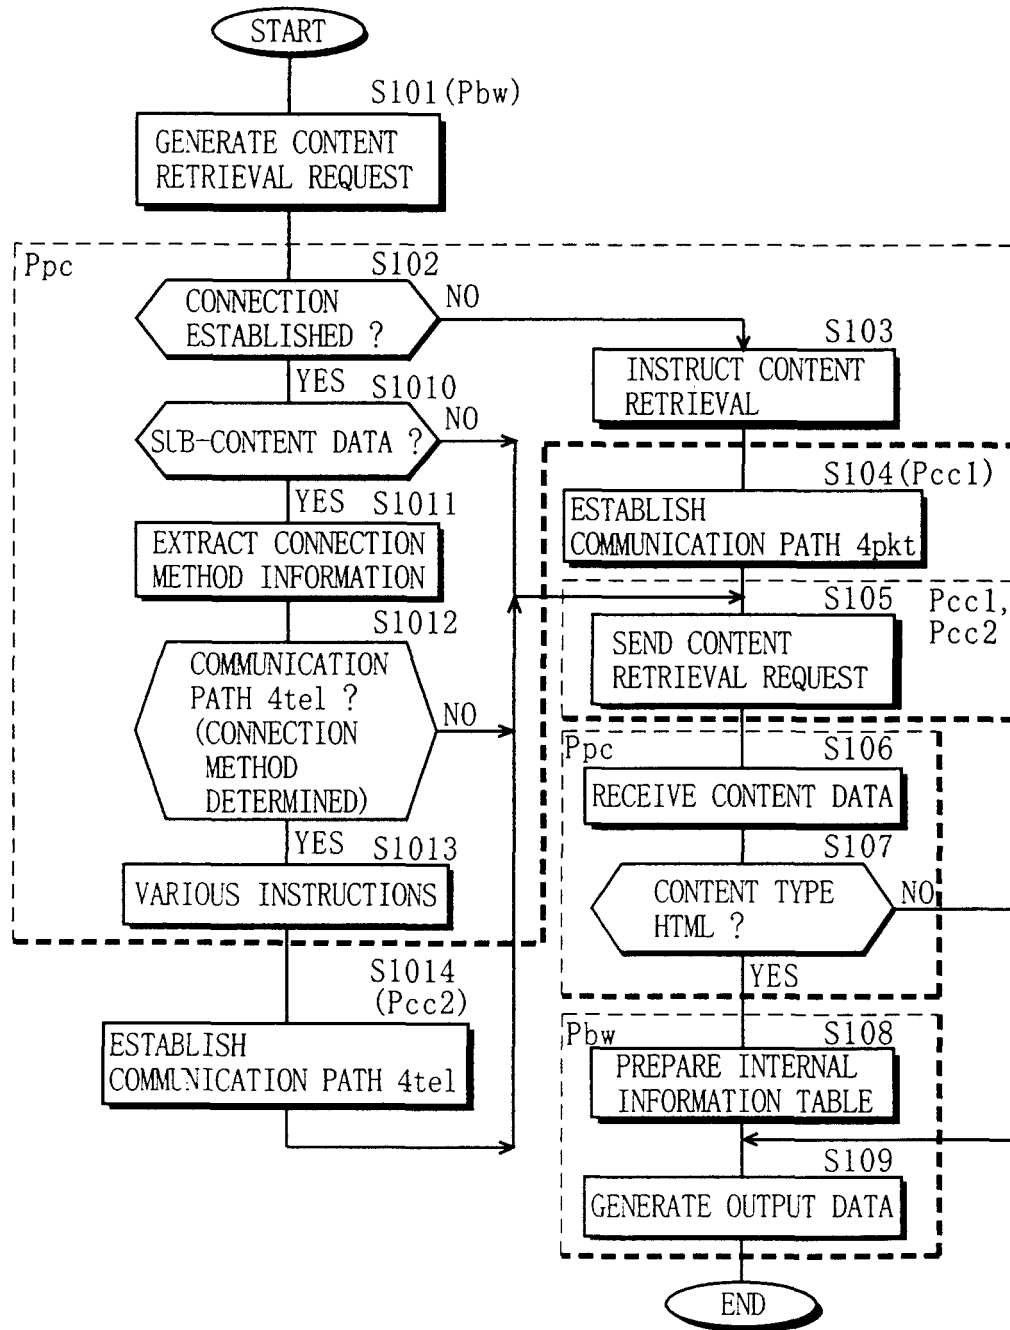 START
S101(Pbw)
GENERATE CONTENT
RETRIEVAL REQUEST
Ppc
S102
CONNECTION
ESTABLISHED ?
NO
YES
S103
INSTRUCT CONTENT
RETRIEVAL
S1010
SUB-CONTENT DATA ?
NO
YES
S1011
EXTRACT CONNECTION
METHOD INFORMATION
S104(Pcc1)
ESTABLISH
COMMUNICATION PATH 4pkt
S1012
COMMUNICATION
PATH 4tel ?
(CONNECTION
METHOD
DETERMINED)
NO
YES
S105
Pcc1,
Pcc2
SEND CONTENT
RETRIEVAL REQUEST
Ppc
S106
RECEIVE CONTENT DATA
S1013
VARIOUS INSTRUCTIONS
S107
CONTENT TYPE
HTML ?
NO
YES
S1014
(Pcc2)
ESTABLISH
COMMUNICATION PATH 4tel
Pbw
S108
PREPARE INTERNAL
INFORMATION TABLE
S109
GENERATE OUTPUT DATA
END